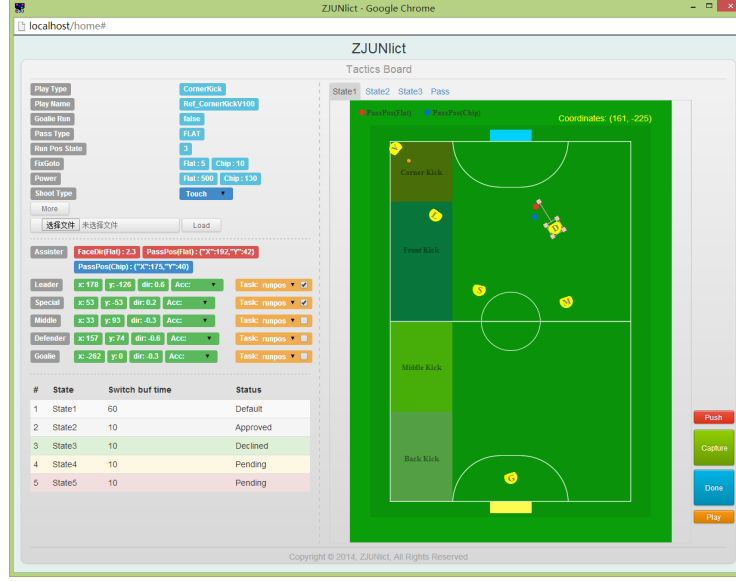 ZJUNlict - Google Chrome
localhost/home#
ZJUNlict
Tactics Board
Play Type CornerKick
Play Name Ref_CornerKickV100
Goalie Run false
Pass Type FLAT
Run Pos State 3
FixGoto Flat : 5 Chip : 10
Power Flat : 500 Chip : 130
Shoot Type Touch
More
选择文件 未选择文件 Load
Assister FaceDir(Flat) : 2.3 PassPos(Flat) : {"X":192,"Y":42}
PassPos(Chip) : {"X":175,"Y":40}
Leader x: 178 y: -126 dir: 0.6 Acc: Task: runpos
Special x: 53 y: -53 dir: 0.2 Acc: Task: runpos
Middle x: 33 y: 93 dir: -0.3 Acc: Task: runpos
Defender x: 157 y: 74 dir: -0.6 Acc: Task: runpos
Goalie x: -262 y: 0 dir: -0.3 Acc: Task: runpos
# State Switch buf time Status
1 State1 60 Default
2 State2 10 Approved
3 State3 10 Declined
4 State4 10 Pending
5 State5 10 Pending
State1 State2 State3 Pass
PassPos(Flat) PassPos(Chip)
Coordinates: (161, -225)
A
Corner Kick
L
Front Kick
D
S
M
Middle Kick
Back Kick
G
Push
Capture
Done
Play
Copyright © 2014, ZJUNlict, All Rights Reserved